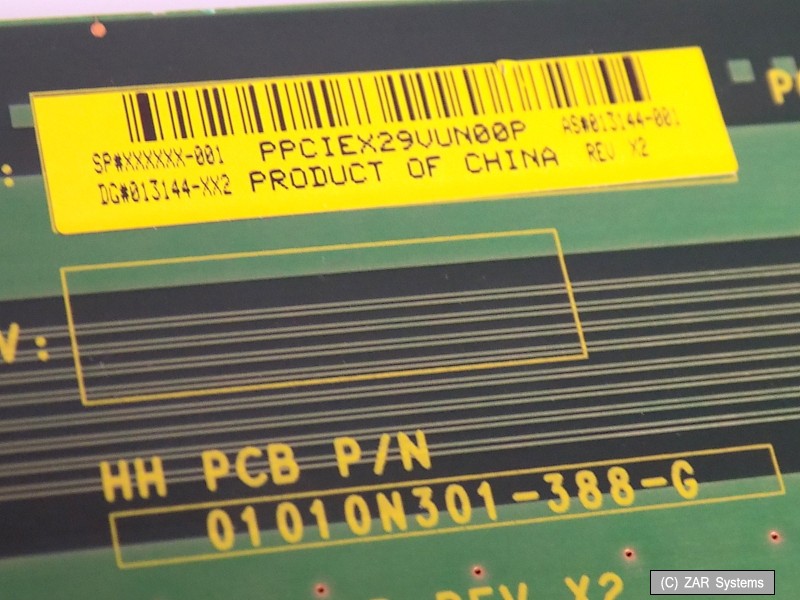 SP#XXXXXX-001 PPCIEX29VUN00P AS#013144-001
DG#013144-XX2 PRODUCT OF CHINA REV X2
V:
HH PCB P/N
01010N301-388-G
REV X2
(C) ZAR Systems